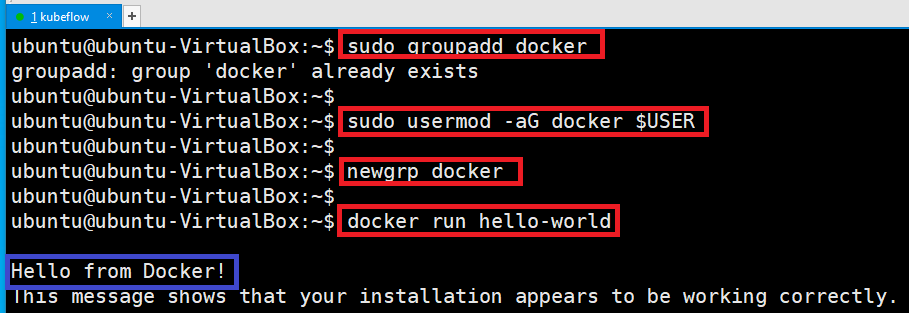 1 kubeflow × +
ubuntu@ubuntu-VirtualBox:~$ sudo groupadd docker
groupadd: group 'docker' already exists
ubuntu@ubuntu-VirtualBox:~$
ubuntu@ubuntu-VirtualBox:~$ sudo usermod -aG docker $USER
ubuntu@ubuntu-VirtualBox:~$
ubuntu@ubuntu-VirtualBox:~$ newgrp docker
ubuntu@ubuntu-VirtualBox:~$
ubuntu@ubuntu-VirtualBox:~$ docker run hello-world
Hello from Docker!
This message shows that your installation appears to be working correctly.